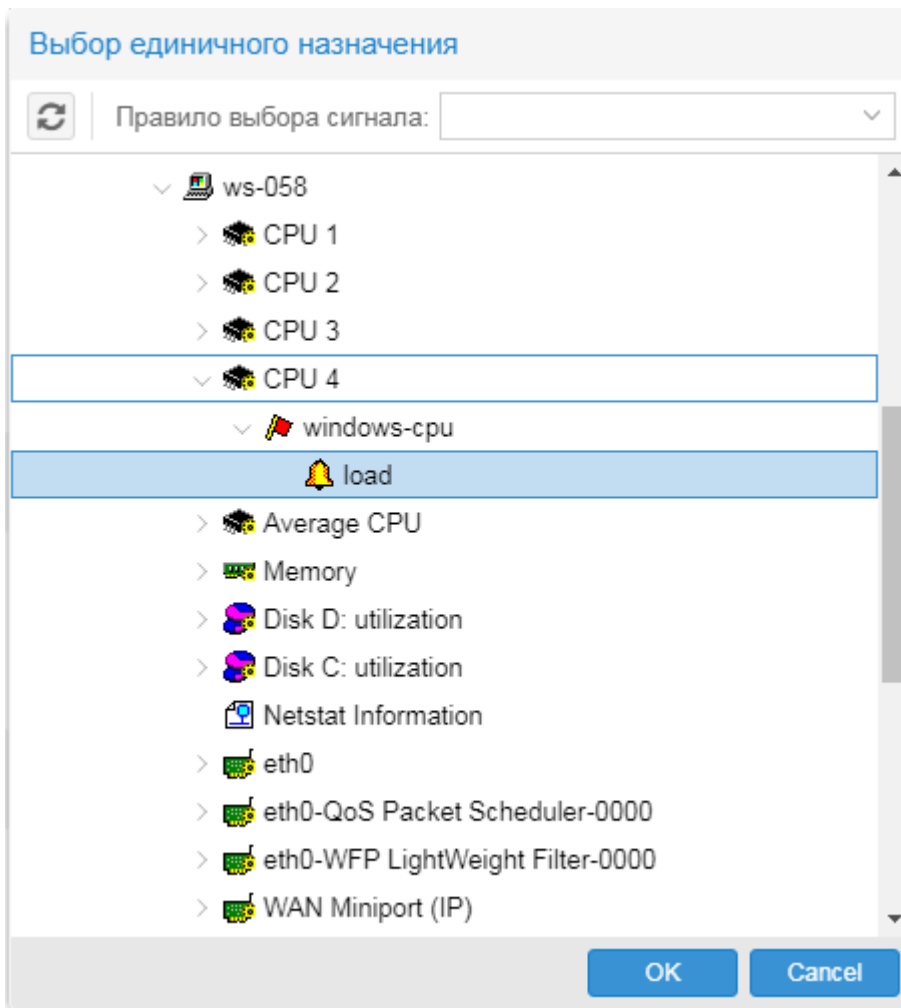 Выбор единичного назначения
Правило выбора сигнала:
ws-058
CPU 1
CPU 2
CPU 3
CPU 4
windows-cpu
load
Average CPU
Memory
Disk D: utilization
Disk C: utilization
Netstat Information
eth0
eth0-QoS Packet Scheduler-0000
eth0-WFP LightWeight Filter-0000
WAN Miniport (IP)
OK Cancel